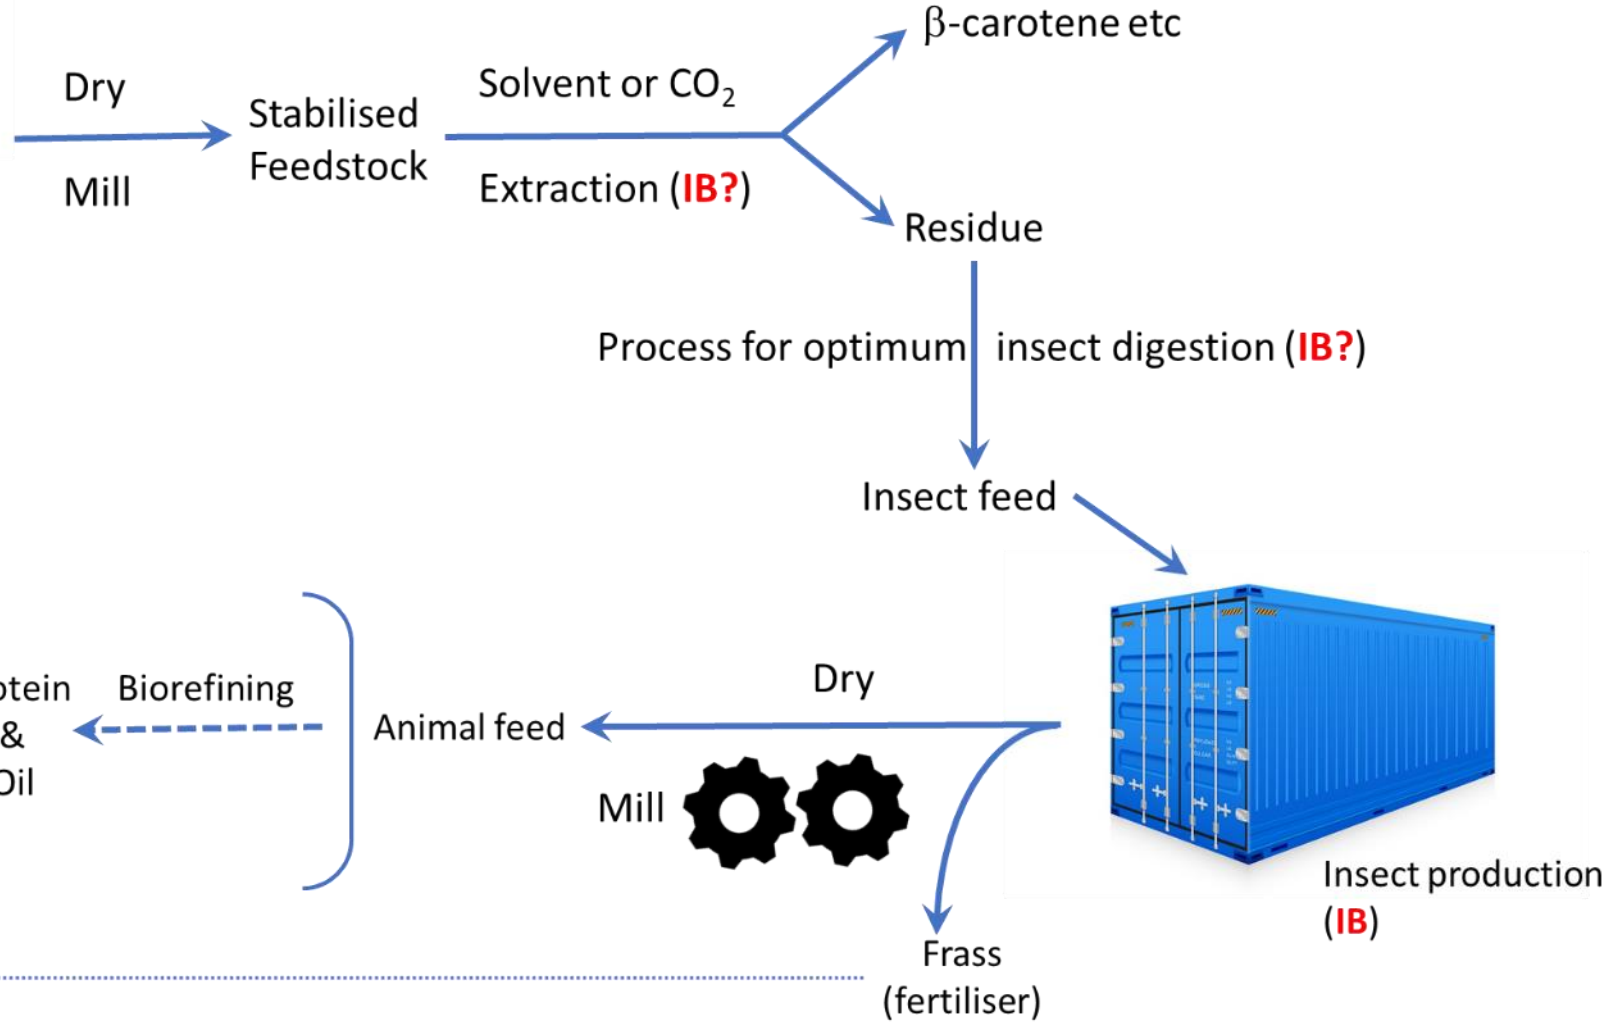 β-carotene etc
Dry
Solvent or CO₂
Stabilised
Feedstock
Mill
Extraction (IB?)
Residue
Process for optimum insect digestion (IB?)
Insect feed
Dry
Biorefining
&
Animal feed
Oil
Mill
Insect production
(IB)
Frass
(fertiliser)